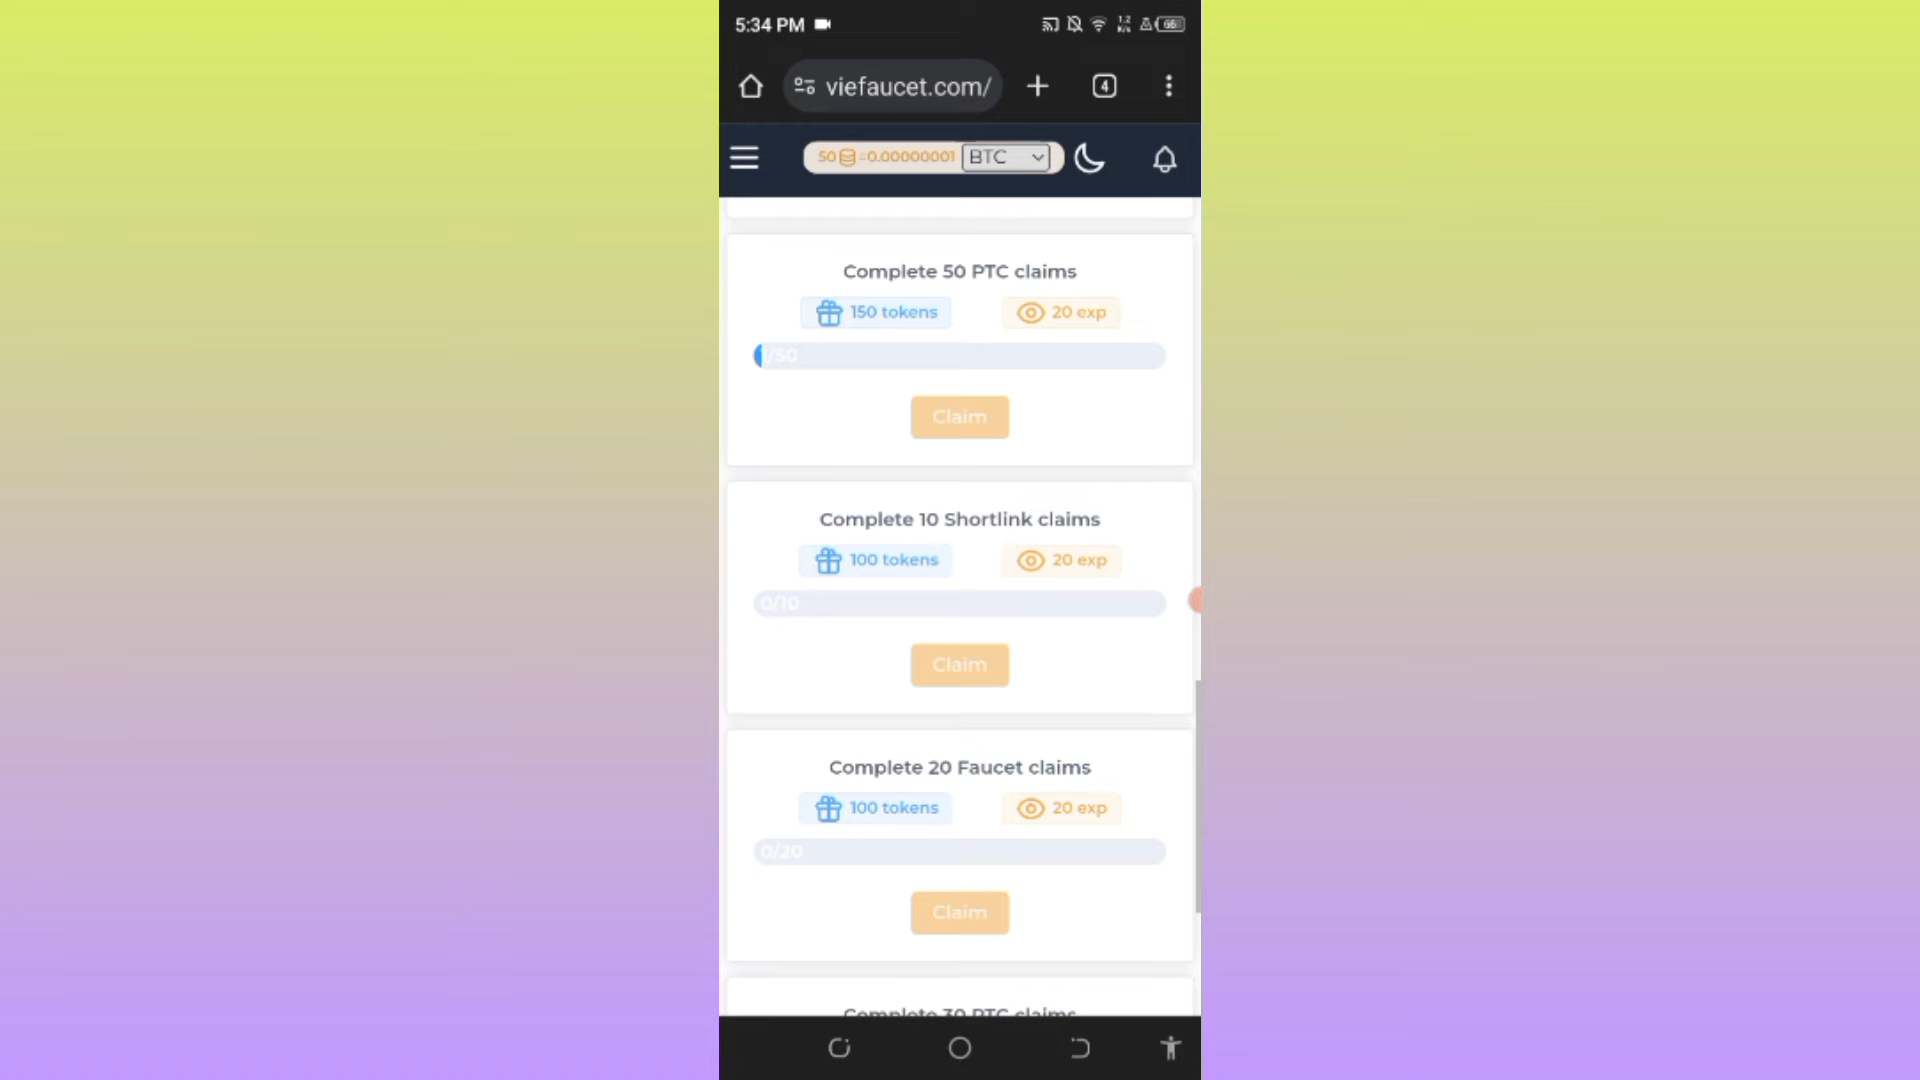 5:34 PM
4
viefaucet.com/
50 =0.00000001 BTC
Complete 50 PTC claims
150 tokens 20 exp
/50
Claim
Complete 10 Shortlink claims
100 tokens 20 exp
0/10
Claim
Complete 20 Faucet claims
100 tokens 20 exp
0/20
Claim
Complete 30 PTC claims